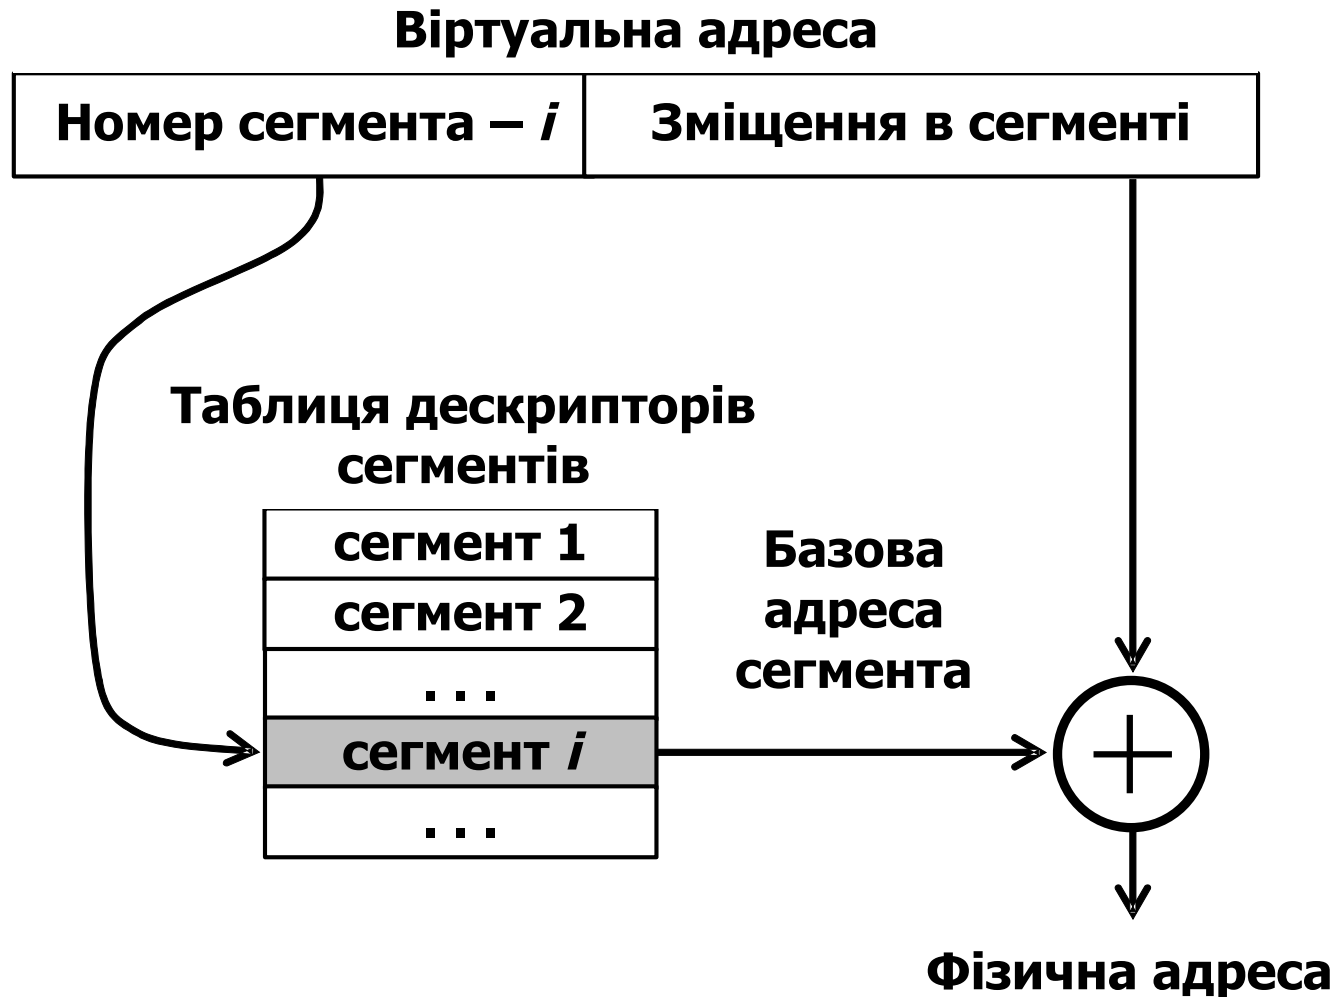 Віртуальна адреса
Номер сегмента – i
Зміщення в сегменті
Таблиця дескрипторів
сегментів
сегмент 1
сегмент 2
. . .
сегмент i
. . .
Базова
адреса
сегмента
Фізична адреса